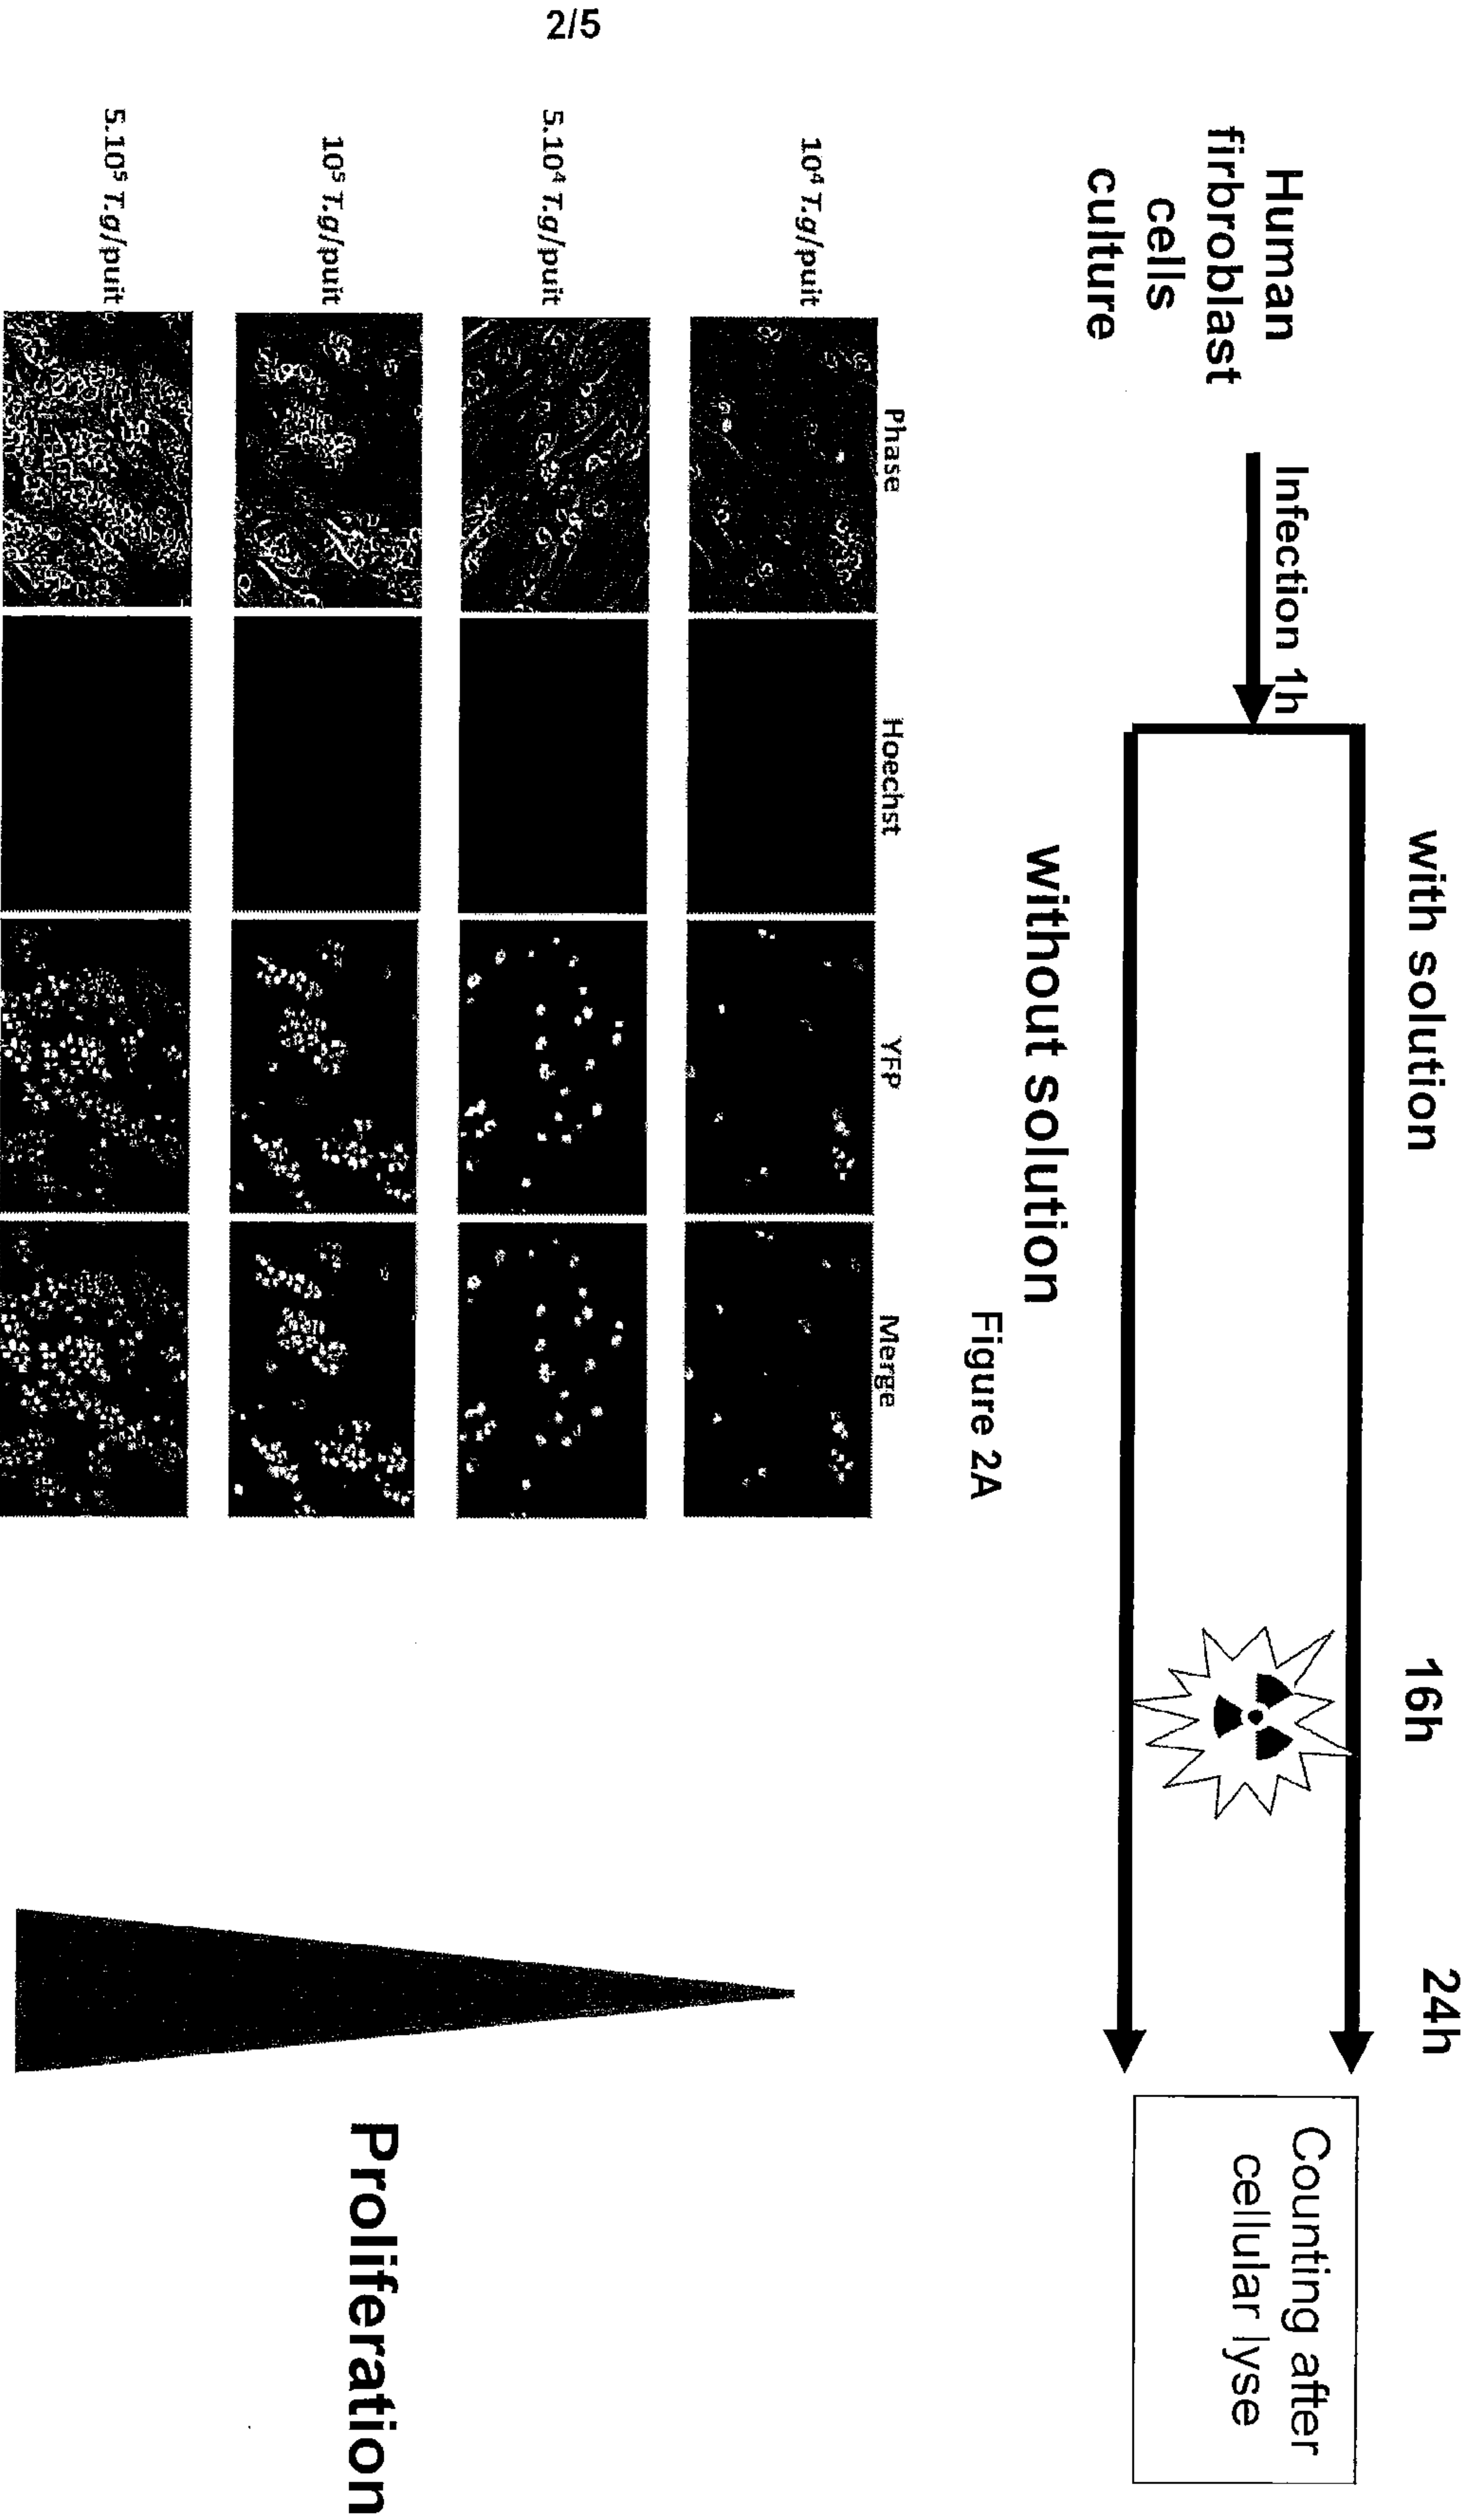 2/5
with solution
16h
24h
Human
firbroblast
cells
culture
Infection 1h
Counting after
cellular lyse
without solution
Figure 2A
Phase
Hoechst
YFP
Merge
10⁴ T.g/puit
5.10⁴ T.g/puit
10⁵ T.g/puit
5.10⁵ T.g/puit
Proliferation